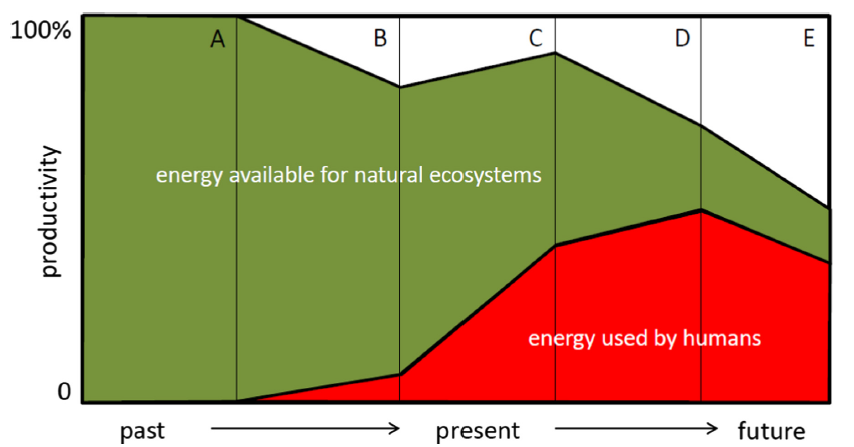 100%
A
B
C
D
E
energy available for natural ecosystems
productivity
energy used by humans
0
past
present
future